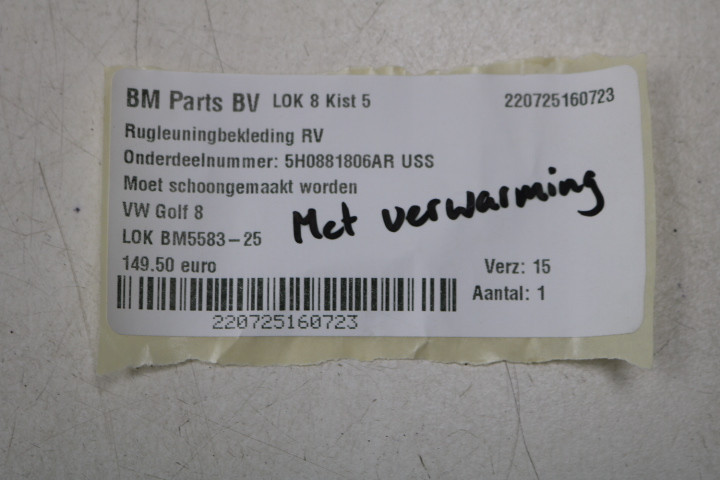 BM Parts BV LOK 8 Kist 5 220725160723
Rugleuningbekleding RV
Onderdeelnummer: 5H0881806AR USS
Moet schoongemaakt worden
VW Golf 8
Met verwarming
LOK BM5583-25
149.50 euro Verz: 15
Aantal: 1
220725160723